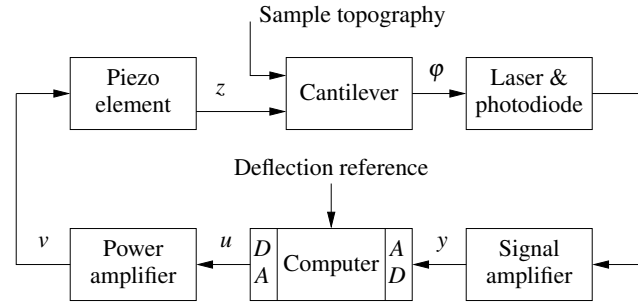 Sample topography
Piezo
element
z
Cantilever
φ
Laser &
photodiode
Deflection reference
v
Power
amplifier
u
D
A
Computer
A
D
y
Signal
amplifier